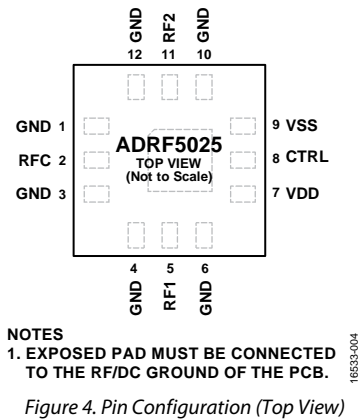 GND
RF2
GND
12 11 10
GND 1
RFC 2
GND 3
ADRF5025
TOP VIEW
(Not to Scale)
9 VSS
8 CTRL
7 VDD
4 5 6
GND
RF1
GND
NOTES
1. EXPOSED PAD MUST BE CONNECTED
TO THE RF/DC GROUND OF THE PCB.
16533-004
Figure 4. Pin Configuration (Top View)